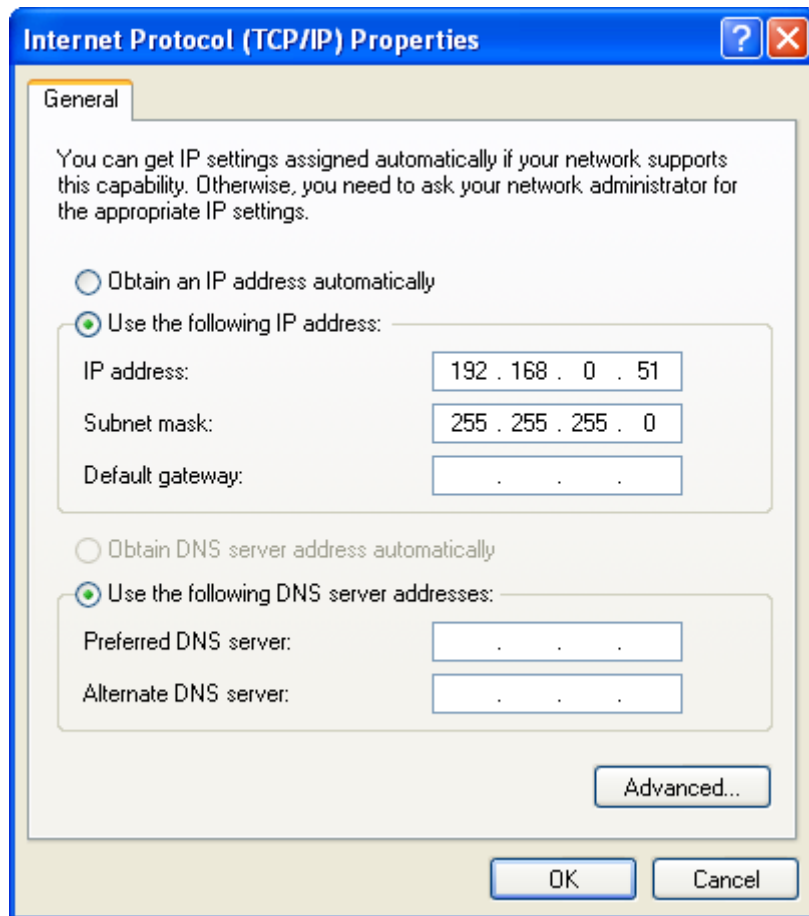 Internet Protocol (TCP/IP) Properties
General
You can get IP settings assigned automatically if your network supports
this capability. Otherwise, you need to ask your network administrator for
the appropriate IP settings.
Obtain an IP address automatically
Use the following IP address:
IP address: 192 . 168 . 0 . 51
Subnet mask: 255 . 255 . 255 . 0
Default gateway: . . .
Obtain DNS server address automatically
Use the following DNS server addresses:
Preferred DNS server: . . .
Alternate DNS server: . . .
Advanced...
OK Cancel